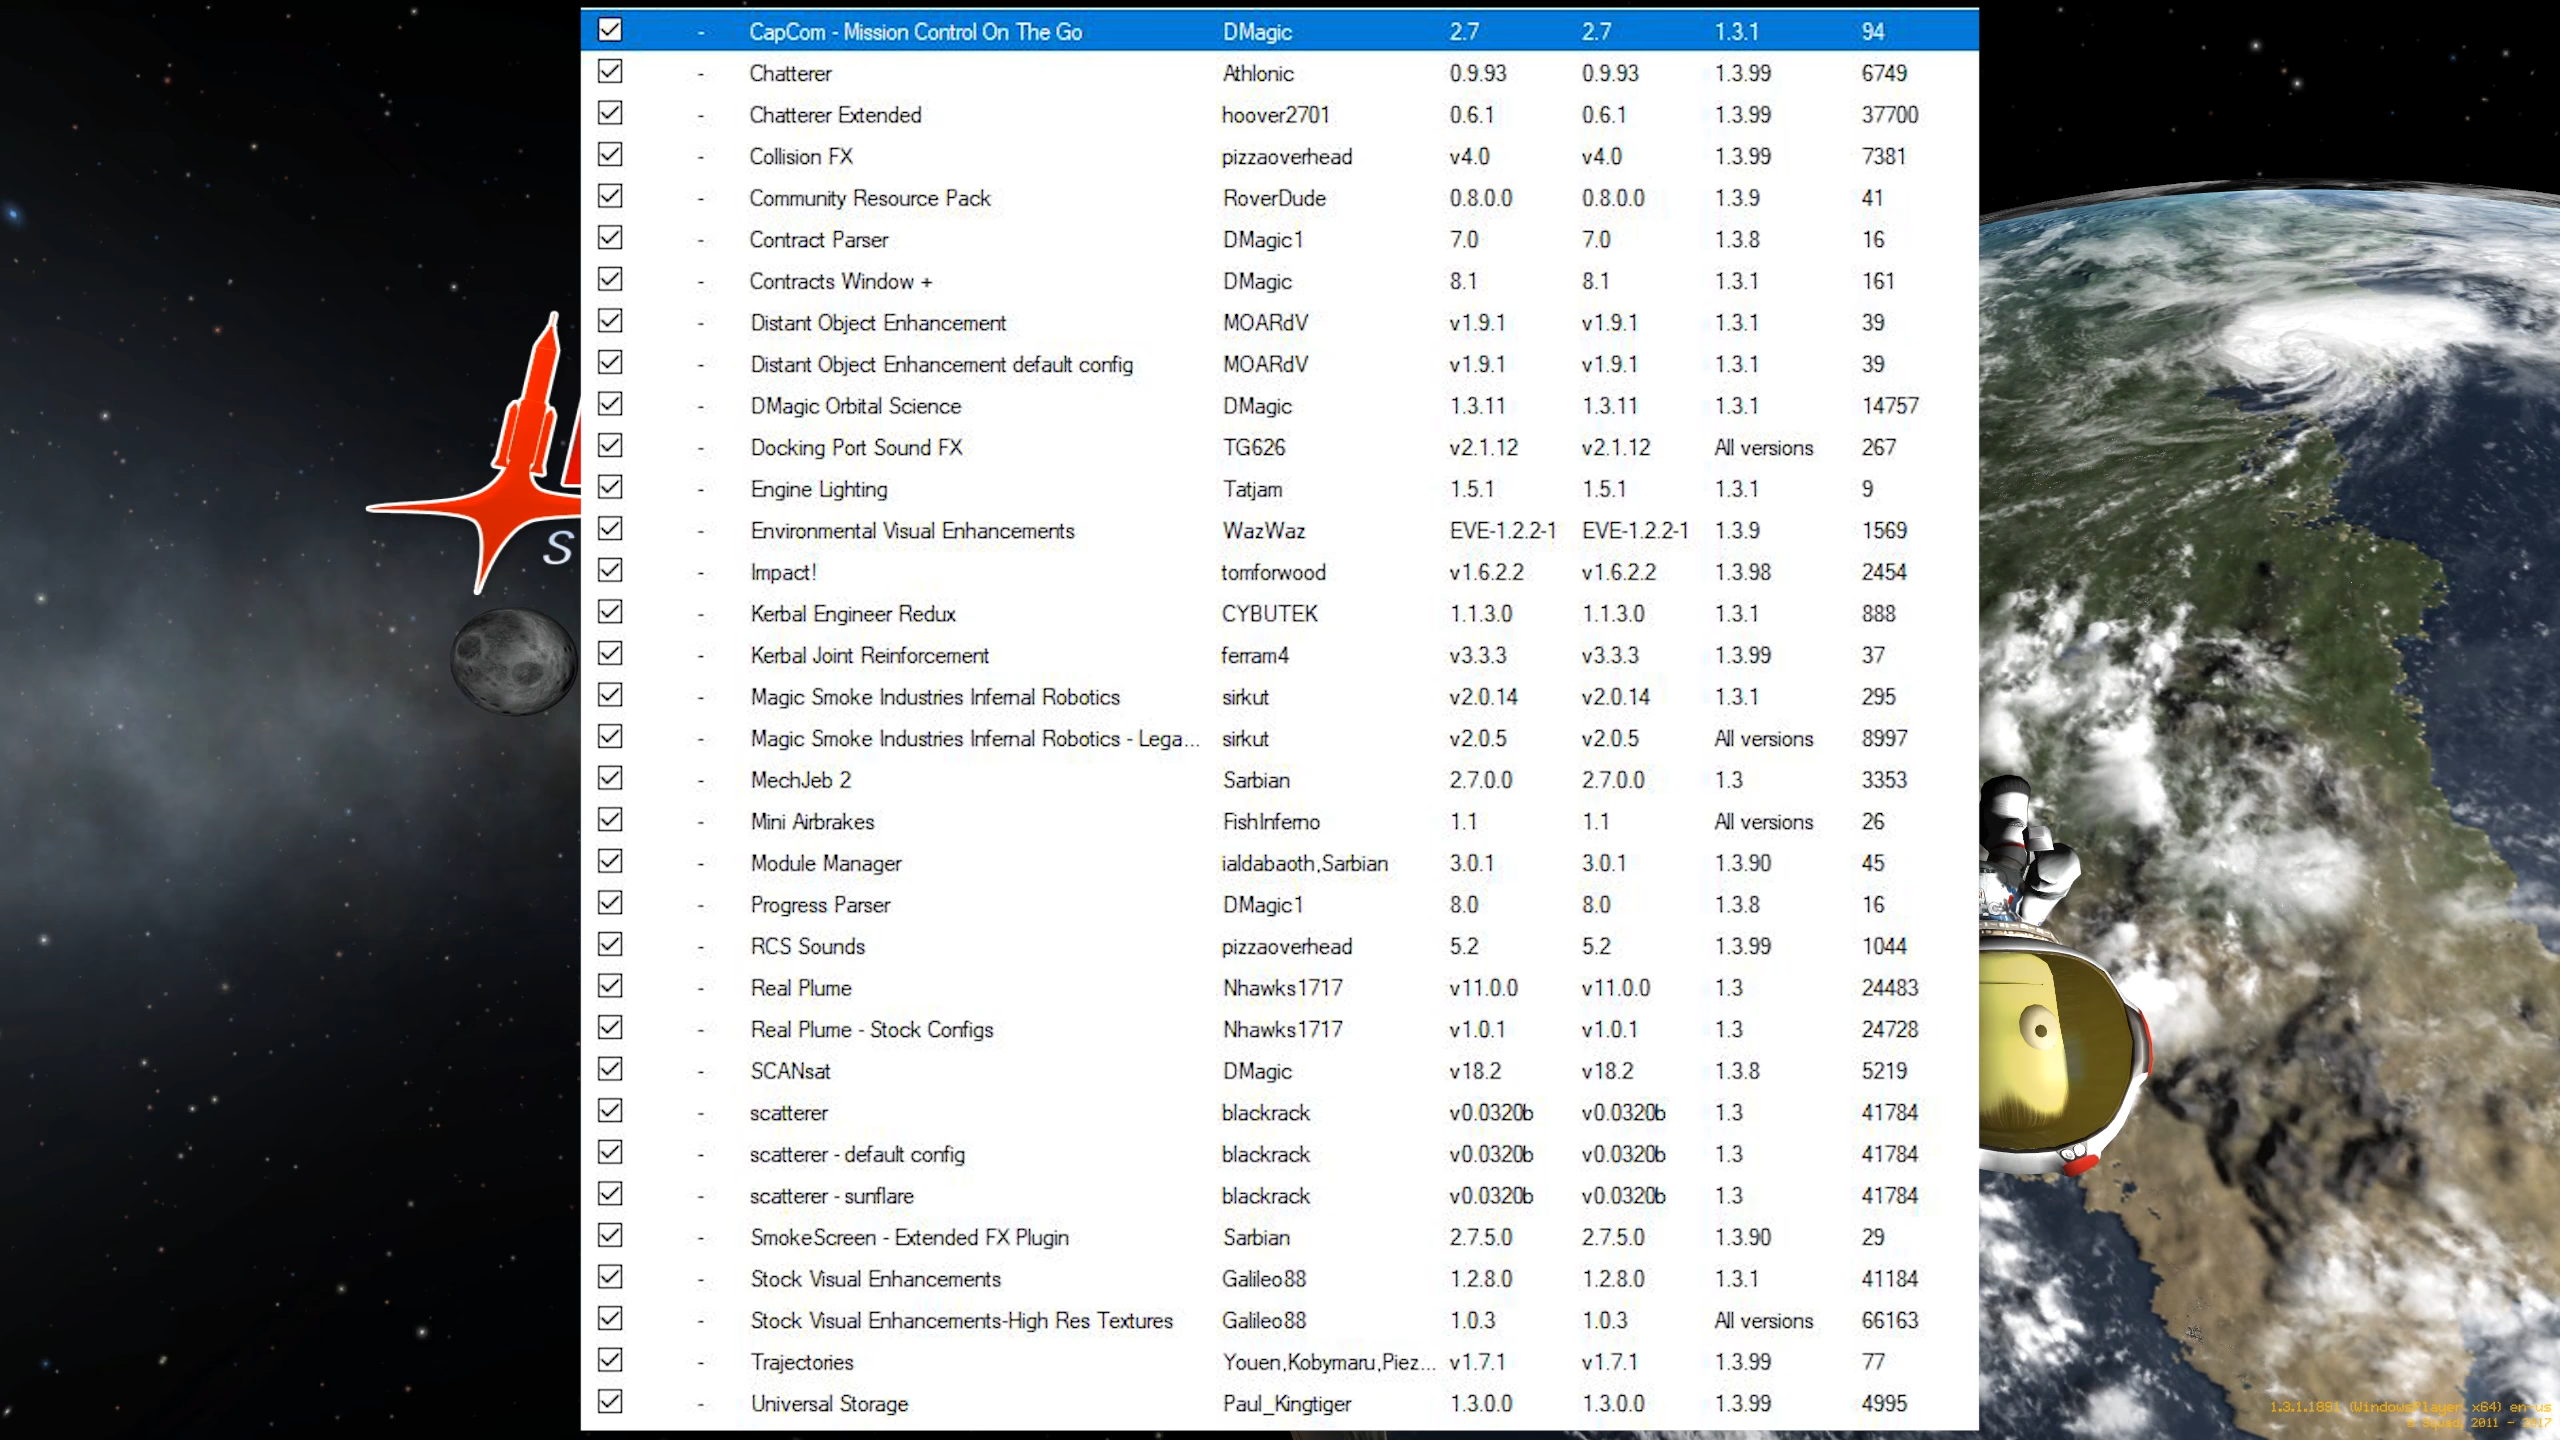 CapCom - Mission Control On The Go - DMagic 2.7 2.7 1.3.1 94
- Chatterer Athlonic 0.9.93 0.9.93 1.3.99 6749
- Chatterer Extended hoover2701 0.6.1 0.6.1 1.3.99 37700
- Collision FX pizzaoverhead v4.0 v4.0 1.3.99 7381
- Community Resource Pack RoverDude 0.8.0.0 0.8.0.0 1.3.9 41
- Contract Parser DMagic1 7.0 7.0 1.3.8 16
- Contracts Window + DMagic 8.1 8.1 1.3.1 161
- Distant Object Enhancement MOARdV v1.9.1 v1.9.1 1.3.1 39
- Distant Object Enhancement default config MOARdV v1.9.1 v1.9.1 1.3.1 39
- DMagic Orbital Science DMagic 1.3.11 1.3.11 1.3.1 14757
- Docking Port Sound FX TG626 v2.1.12 v2.1.12 All versions 267
- Engine Lighting Tatjam 1.5.1 1.5.1 1.3.1 9
- Environmental Visual Enhancements WazWaz EVE-1.2.2-1 EVE-1.2.2-1 1.3.9 1569
- Impact! tomforwood v1.6.2.2 v1.6.2.2 1.3.98 2454
- Kerbal Engineer Redux CYBUTEK 1.1.3.0 1.1.3.0 1.3.1 888
- Kerbal Joint Reinforcement ferram4 v3.3.3 v3.3.3 1.3.99 37
- Magic Smoke Industries Infernal Robotics sirkut v2.0.14 v2.0.14 1.3.1 295
- Magic Smoke Industries Infernal Robotics - Lega... sirkut v2.0.5 v2.0.5 All versions 8997
- MechJeb 2 Sarbian 2.7.0.0 2.7.0.0 1.3 3353
- Mini Airbrakes FishInferno 1.1 1.1 All versions 26
- Module Manager ialdabaoth,Sarbian 3.0.1 3.0.1 1.3.90 45
- Progress Parser DMagic1 8.0 8.0 1.3.8 16
- RCS Sounds pizzaoverhead 5.2 5.2 1.3.99 1044
- Real Plume Nhawks1717 v11.0.0 v11.0.0 1.3 24483
- Real Plume - Stock Configs Nhawks1717 v1.0.1 v1.0.1 1.3 24728
- SCANsat DMagic v18.2 v18.2 1.3.8 5219
- scatterer blackrack v0.0320b v0.0320b 1.3 41784
- scatterer - default config blackrack v0.0320b v0.0320b 1.3 41784
- scatterer - sunflare blackrack v0.0320b v0.0320b 1.3 41784
- SmokeScreen - Extended FX Plugin Sarbian 2.7.5.0 2.7.5.0 1.3.90 29
- Stock Visual Enhancements Galileo88 1.2.8.0 1.2.8.0 1.3.1 41184
- Stock Visual Enhancements-High Res Textures Galileo88 1.0.3 1.0.3 All versions 66163
- Trajectories Youen,Kobymaru,Piez... v1.7.1 v1.7.1 1.3.99 77
- Universal Storage Paul_Kingtiger 1.3.0.0 1.3.0.0 1.3.99 4995
S
1.3.1.1891 (WindowsPlayer x64) en-us
Squad 2011 - 2017